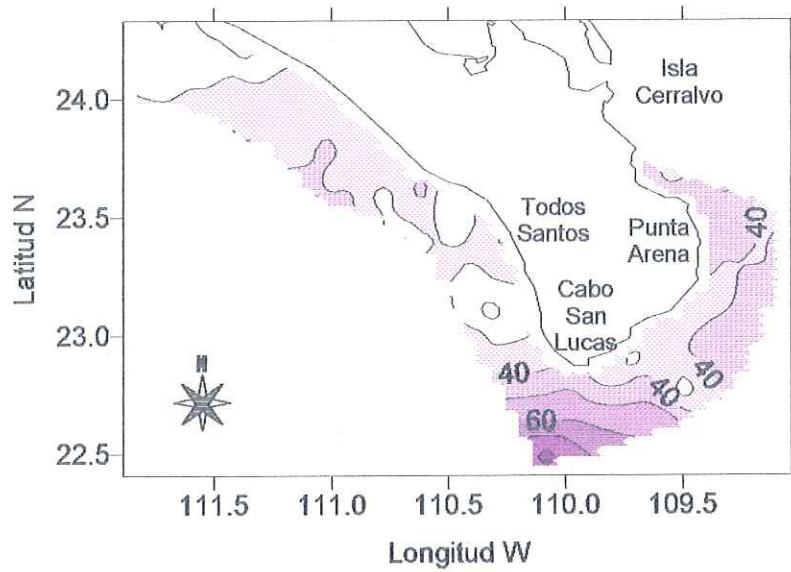 Isla
Cerralvo
24.0
23.5
Todos
Santos
Punta
Arena
40
Latitud N
23.0
Cabo
San
Lucas
N
40
40
40
60
22.5
111.5
111.0
110.5
110.0
109.5
Longitud W